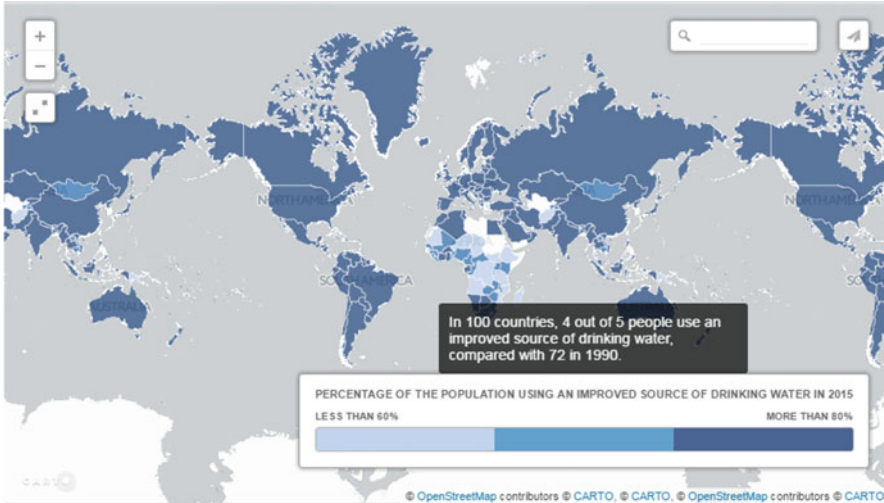 +
−
NORTH AMERICA
NORTH AMERICA
SOUTH AMERICA
AUSTRALIA
In 100 countries, 4 out of 5 people use an
improved source of drinking water,
compared with 72 in 1990.
PERCENTAGE OF THE POPULATION USING AN IMPROVED SOURCE OF DRINKING WATER IN 2015
LESS THAN 60% MORE THAN 80%
CARTO
© OpenStreetMap contributors © CARTO, © CARTO, © OpenStreetMap contributors © CARTO